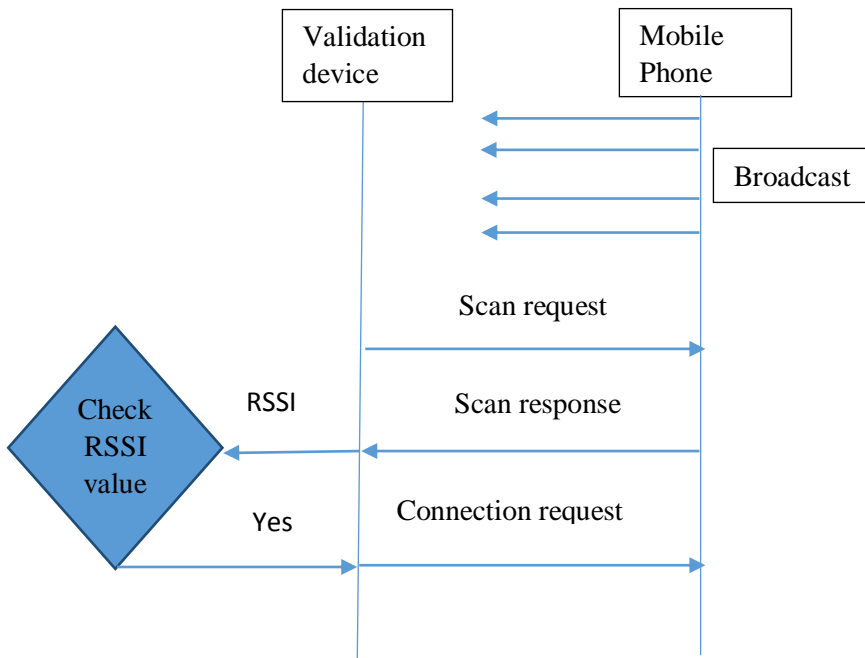 Validation
device
Mobile
Phone
Broadcast
Scan request
Check
RSSI
value
RSSI
Scan response
Yes
Connection request